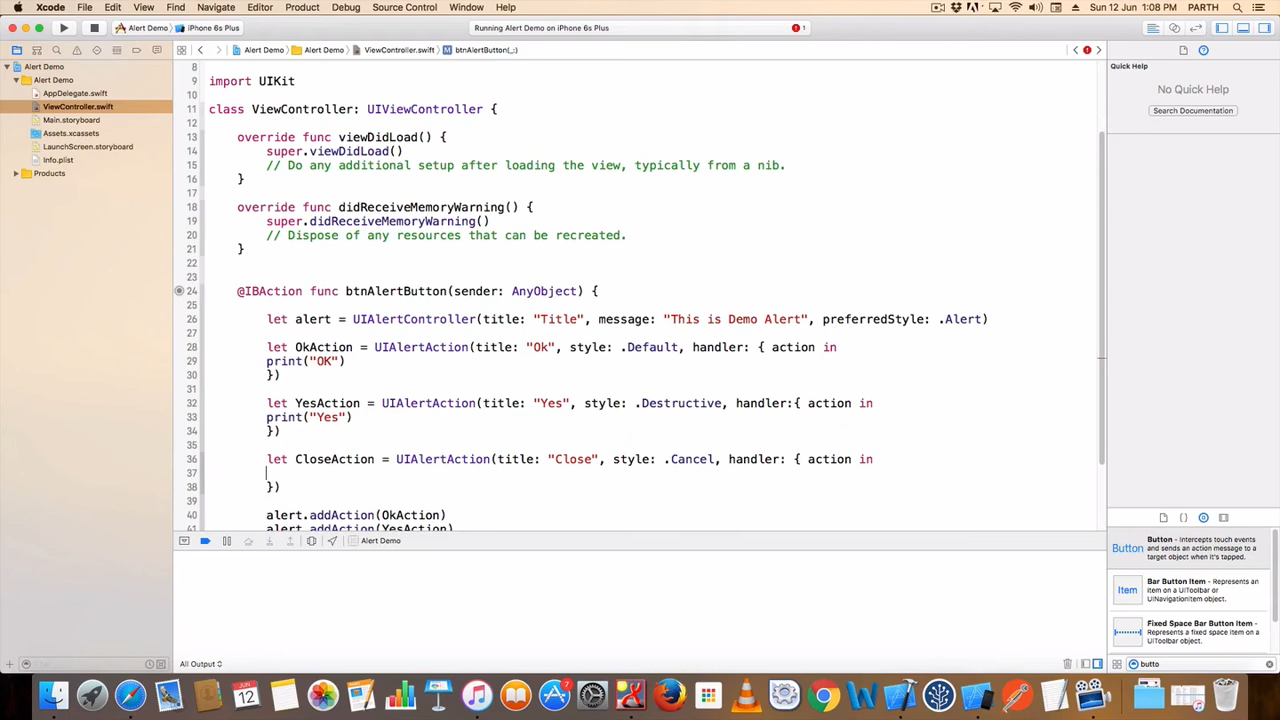 Xcode File Edit View Find Navigate Editor Product Debug Source Control Window Help Sun 12 Jun 1:08 PM PARTH
Alert Demo iPhone 6s Plus Running Alert Demo on iPhone 6s Plus 1
Alert Demo Alert Demo ViewController.swift btnAlertButton(_:)
Alert Demo
Alert Demo
AppDelegate.swift
ViewController.swift
Main.storyboard
Assets.xcassets
LaunchScreen.storyboard
Info.plist
Products
8
9 import UIKit
10
11 class ViewController: UIViewController {
12
13 override func viewDidLoad() {
14 super.viewDidLoad()
15 // Do any additional setup after loading the view, typically from a nib.
16 }
17
18 override func didReceiveMemoryWarning() {
19 super.didReceiveMemoryWarning()
20 // Dispose of any resources that can be recreated.
21 }
22
23
24 @IBAction func btnAlertButton(sender: AnyObject) {
25
26 let alert = UIAlertController(title: "Title", message: "This is Demo Alert", preferredStyle: .Alert)
27
28 let OkAction = UIAlertAction(title: "Ok", style: .Default, handler: { action in
29 print("OK")
30 })
31
32 let YesAction = UIAlertAction(title: "Yes", style: .Destructive, handler:{ action in
33 print("Yes")
34 })
35
36 let CloseAction = UIAlertAction(title: "Close", style: .Cancel, handler: { action in
37
38 })
39
40 alert.addAction(OkAction)
41 alert.addAction(YesAction)
Alert Demo
All Output
Quick Help
No Quick Help
Search Documentation
Button
Button - Intercepts touch events
and sends an action message to a
target object when it's tapped.
Item
Bar Button Item - Represents an
item on a UIToolbar or
UINavigationItem object.
Fixed Space Bar Button Item -
Represents a fixed space item on a
UIToolbar object.
butto
12
7